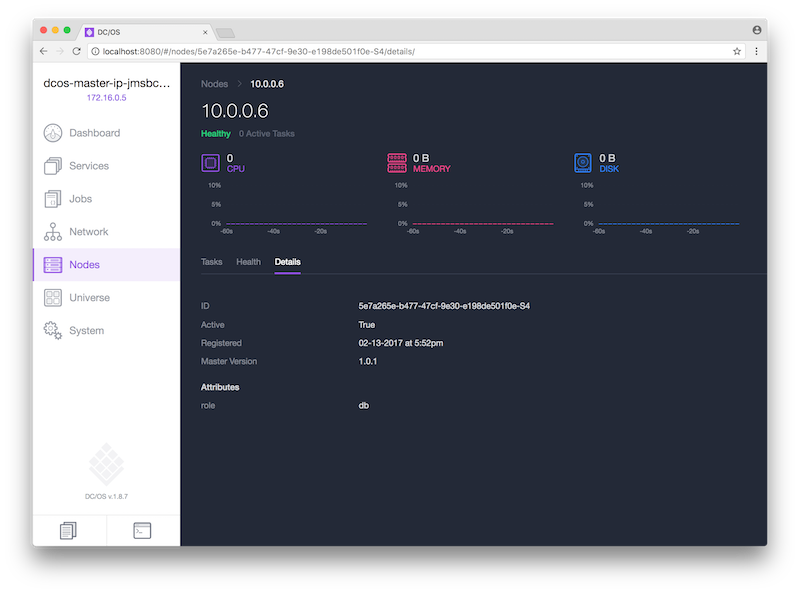 DC/OS
localhost:8080/#/nodes/5e7a265e-b477-47cf-9e30-e198de501f0e-S4/details/
dcos-master-ip-jmsbc...
172.16.0.5
Dashboard
Services
Jobs
Network
Nodes
Universe
System
DC/OS v.1.8.7
Nodes > 10.0.0.6
10.0.0.6
Healthy 0 Active Tasks
0
CPU
10%
5%
0%
-60s -40s -20s
0 B
MEMORY
10%
5%
0%
-60s -40s -20s
0 B
DISK
10%
5%
0%
-60s -40s -20s
Tasks Health Details
ID 5e7a265e-b477-47cf-9e30-e198de501f0e-S4
Active True
Registered 02-13-2017 at 5:52pm
Master Version 1.0.1
Attributes
role db